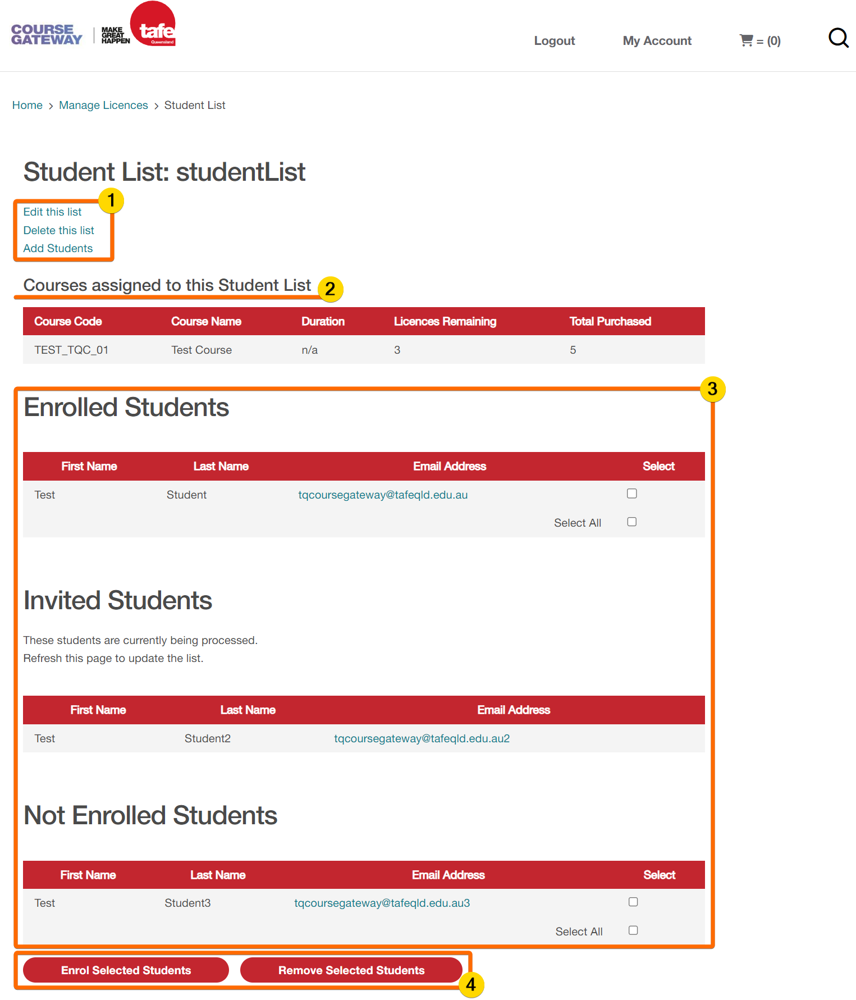 COURSE
GATEWAY
MAKE
GREAT
HAPPEN
tafe
Queensland
Logout
My Account
= (0)
Home > Manage Licences > Student List
Student List: studentList
1
Edit this list
Delete this list
Add Students
Courses assigned to this Student List
2
Course Code Course Name Duration Licences Remaining Total Purchased
TEST_TQC_01 Test Course n/a 3 5
3
Enrolled Students
First Name Last Name Email Address Select
Test Student tqcoursegateway@tafeqld.edu.au
Select All
Invited Students
These students are currently being processed.
Refresh this page to update the list.
First Name Last Name Email Address
Test Student2 tqcoursegateway@tafeqld.edu.au2
Not Enrolled Students
First Name Last Name Email Address Select
Test Student3 tqcoursegateway@tafeqld.edu.au3
Select All
Enrol Selected Students Remove Selected Students
4